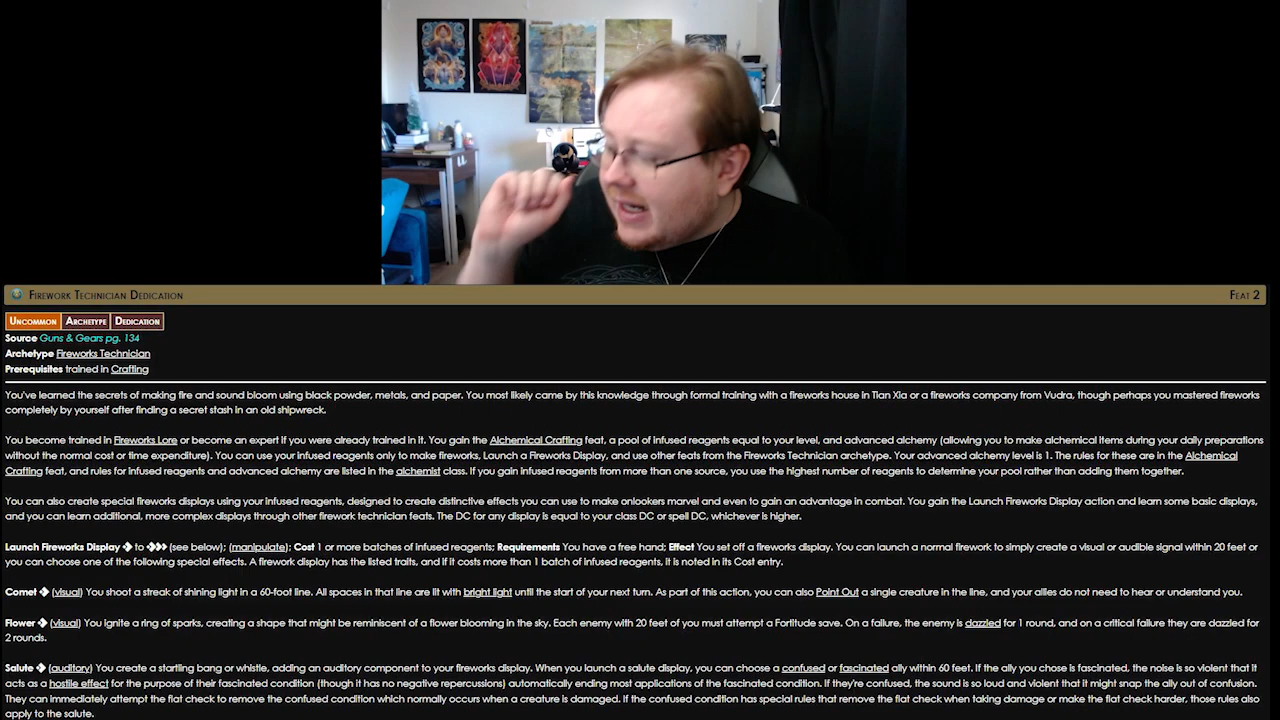 Firework Technician Dedication Feat 2
Uncommon Archetype Dedication
Source Guns & Gears pg. 134
Archetype Fireworks Technician
Prerequisites trained in Crafting
You've learned the secrets of making fire and sound bloom using black powder, metals, and paper. You most likely came by this knowledge through formal training with a fireworks house in Tian Xia or a fireworks company from Vudra, though perhaps you mastered fireworks
completely by yourself after finding a secret stash in an old shipwreck.
You become trained in Fireworks Lore or become an expert if you were already trained in it. You gain the Alchemical Crafting feat, a pool of infused reagents equal to your level, and advanced alchemy (allowing you to make alchemical items during your daily preparations
without the normal cost or time expenditure). You can use your infused reagents only to make fireworks, Launch a Fireworks Display, and use other feats from the Fireworks Technician archetype. Your advanced alchemy level is 1. The rules for these are in the Alchemical
Crafting feat, and rules for infused reagents and advanced alchemy are listed in the alchemist class. If you gain infused reagents from more than one source, you use the highest number of reagents to determine your pool rather than adding them together.
You can also create special fireworks displays using your infused reagents, designed to create distinctive effects you can use to make onlookers marvel and even to gain an advantage in combat. You gain the Launch Fireworks Display action and learn some basic displays,
and you can learn additional, more complex displays through other firework technician feats. The DC for any display is equal to your class DC or spell DC, whichever is higher.
Launch Fireworks Display to (see below); (manipulate); Cost 1 or more batches of infused reagents; Requirements You have a free hand; Effect You set off a fireworks display. You can launch a normal firework to simply create a visual or audible signal within 20 feet or
you can choose one of the following special effects. A firework display has the listed traits, and if it costs more than 1 batch of infused reagents, it is noted in its Cost entry.
Comet (visual) You shoot a streak of shining light in a 60-foot line. All spaces in that line are lit with bright light until the start of your next turn. As part of this action, you can also Point Out a single creature in the line, and your allies do not need to hear or understand you.
Flower (visual) You ignite a ring of sparks, creating a shape that might be reminiscent of a flower blooming in the sky. Each enemy with 20 feet of you must attempt a Fortitude save. On a failure, the enemy is dazzled for 1 round, and on a critical failure they are dazzled for
2 rounds.
Salute (auditory) You create a startling bang or whistle, adding an auditory component to your fireworks display. When you launch a salute display, you can choose a confused or fascinated ally within 60 feet. If the ally you chose is fascinated, the noise is so violent that it
acts as a hostile effect for the purpose of their fascinated condition (though it has no negative repercussions) automatically ending most applications of the fascinated condition. If they're confused, the sound is so loud and violent that it might snap the ally out of confusion.
They can immediately attempt the flat check to remove the confused condition which normally occurs when a creature is damaged. If the confused condition has special rules that remove the flat check when taking damage or make the flat check harder, those rules also
apply to the salute.